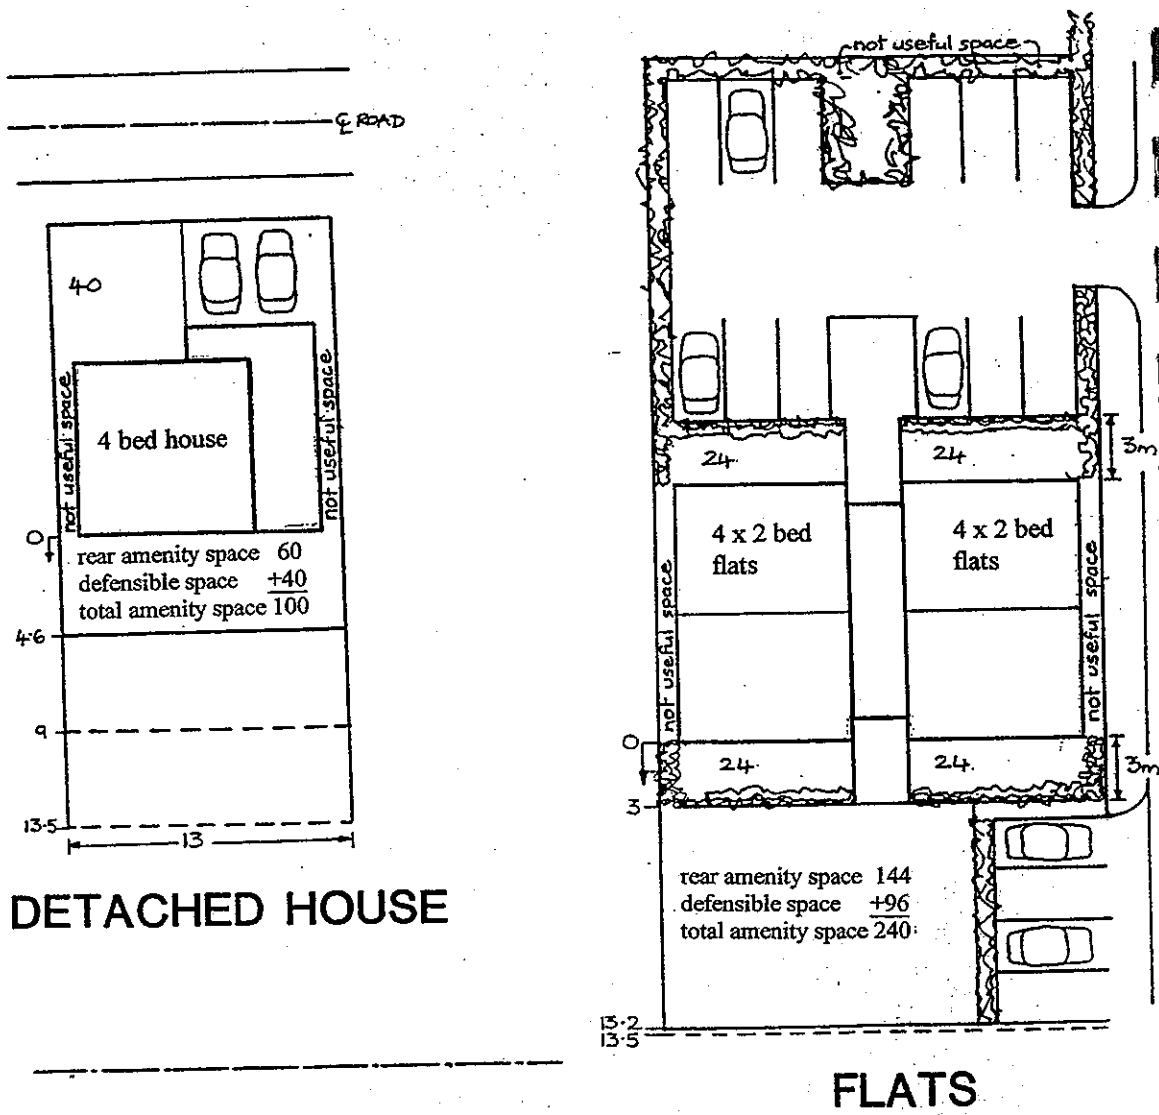 ℄ ROAD
40
not useful space
not useful space
4 bed house
0
rear amenity space 60
defensible space +40
total amenity space 100
4·6
9
13·5
13
DETACHED HOUSE
not useful space
24
24
3m
4 x 2 bed
flats
4 x 2 bed
flats
not useful space
not useful space
0
24
24
3m
3
rear amenity space 144
defensible space +96
total amenity space 240
13·2
13·5
FLATS